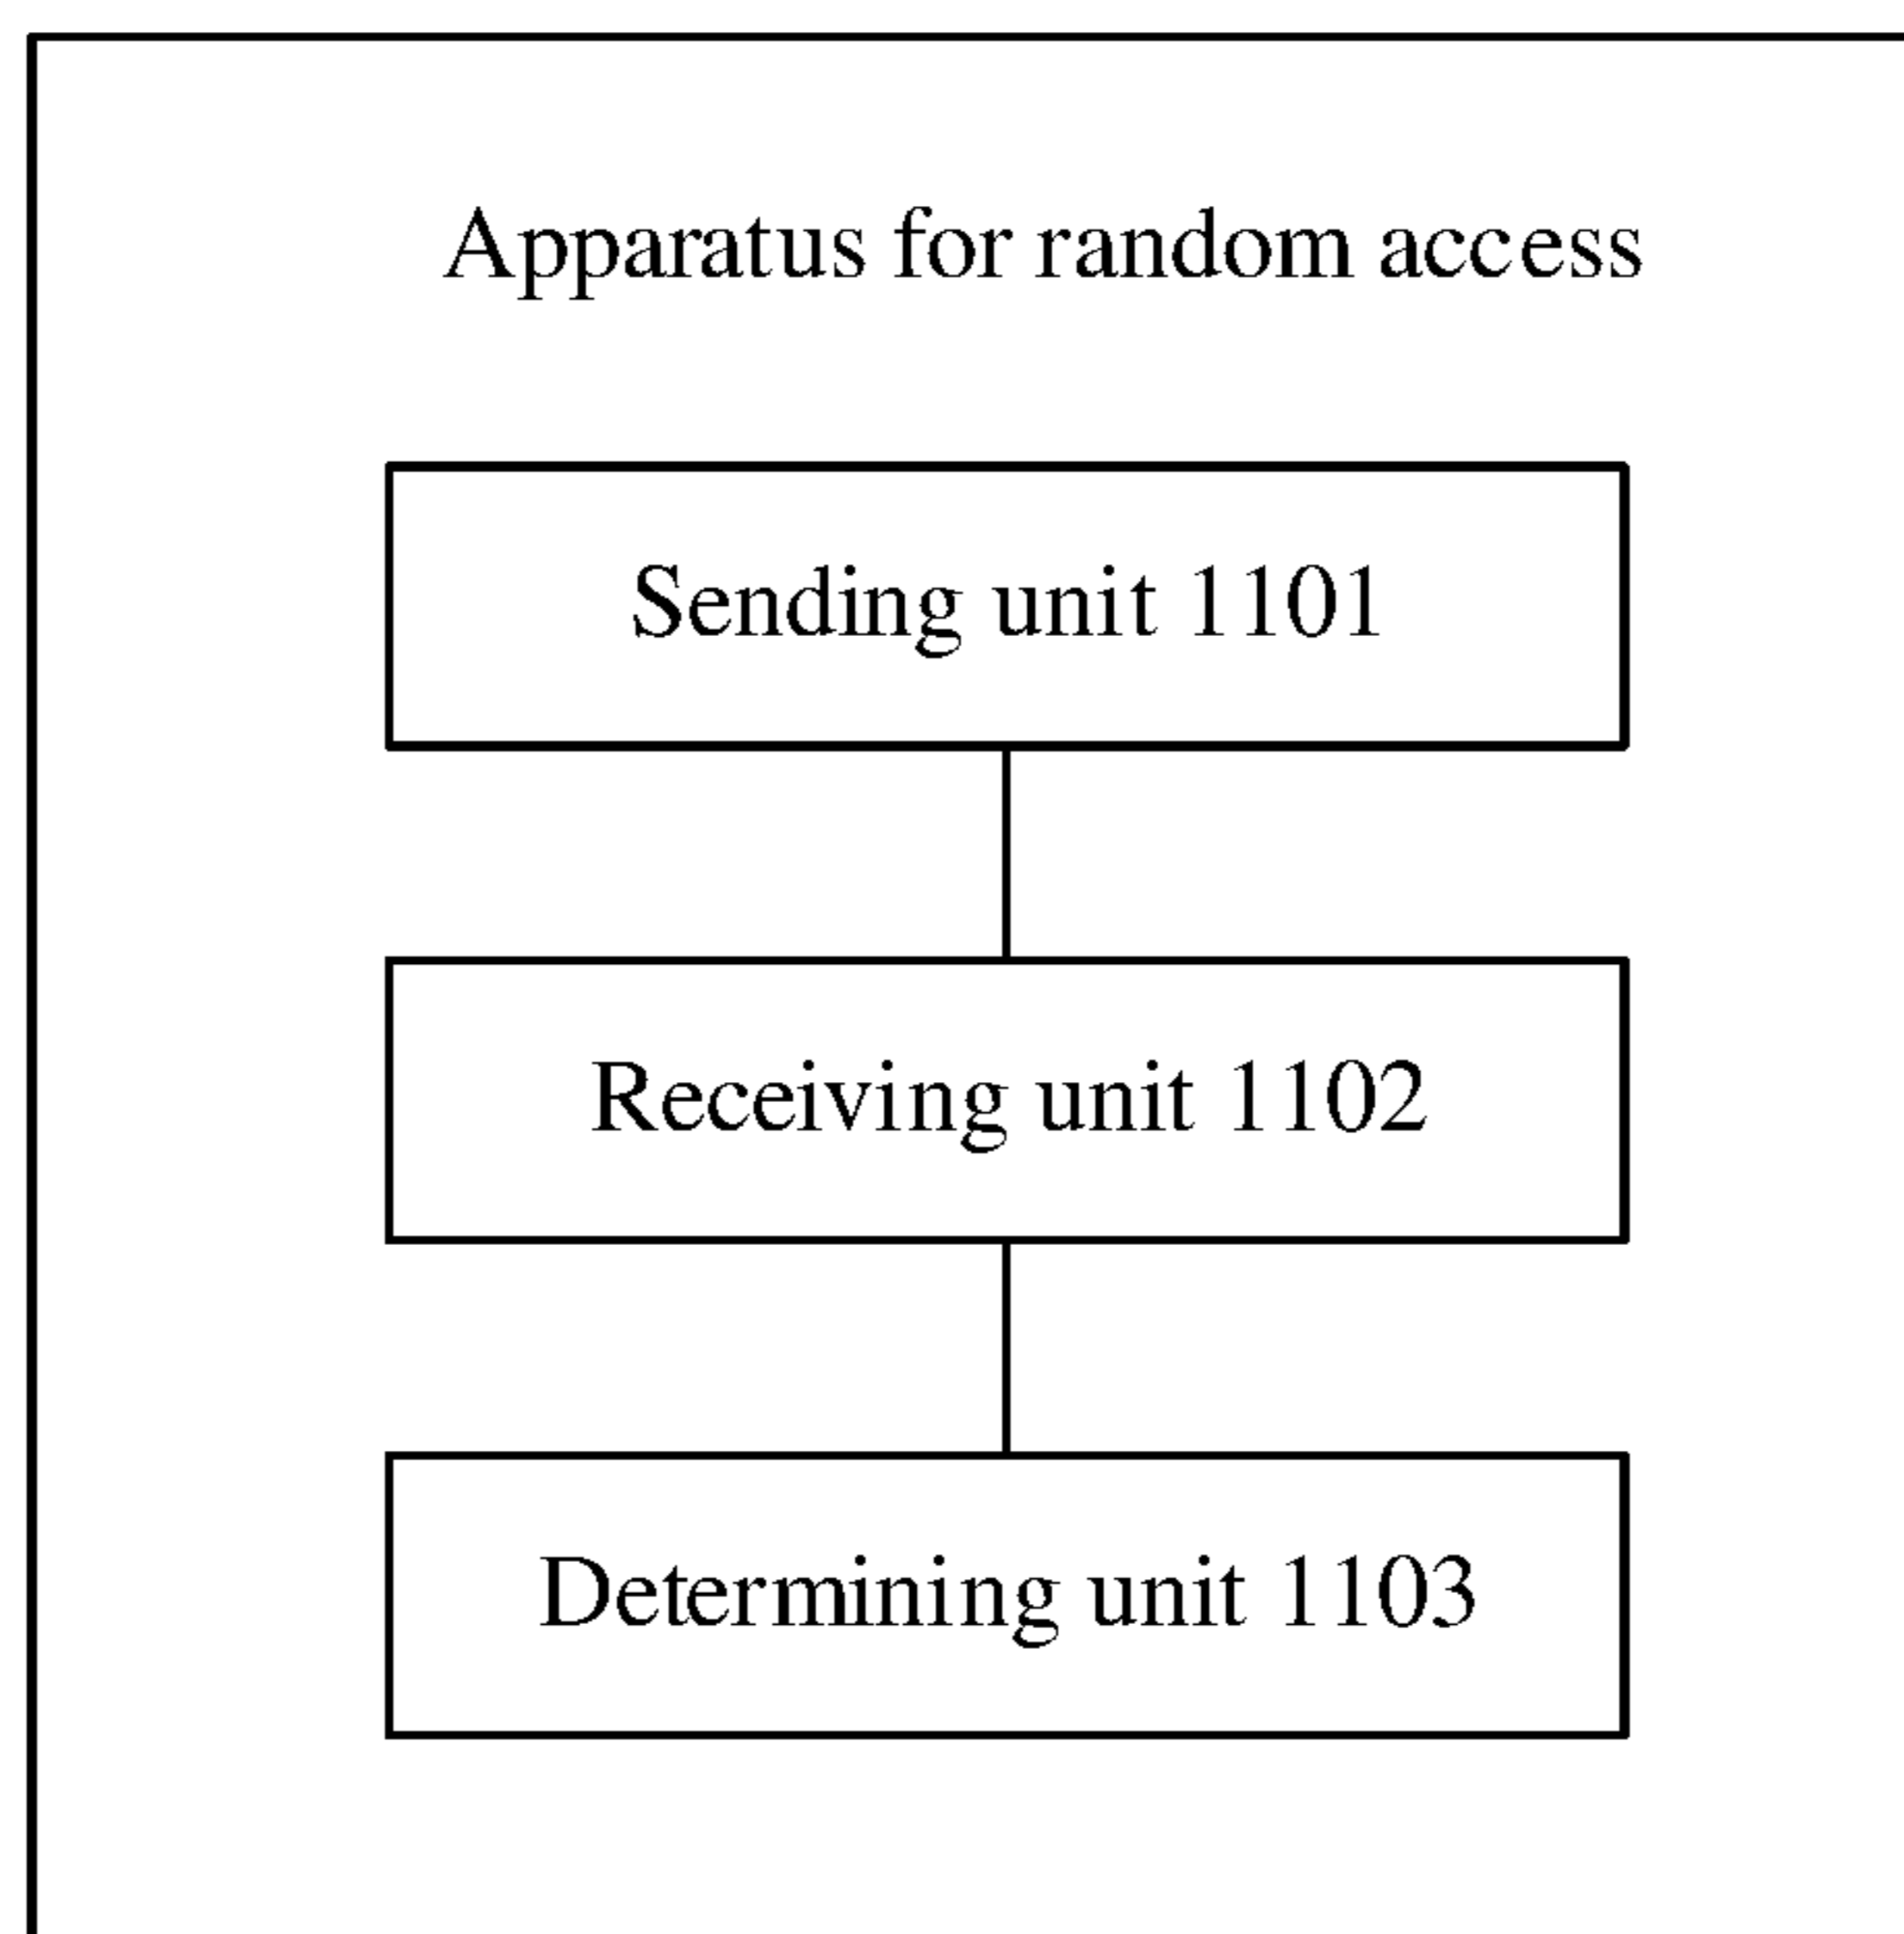 Apparatus for random access
Sending unit 1101
Receiving unit 1102
Determining unit 1103